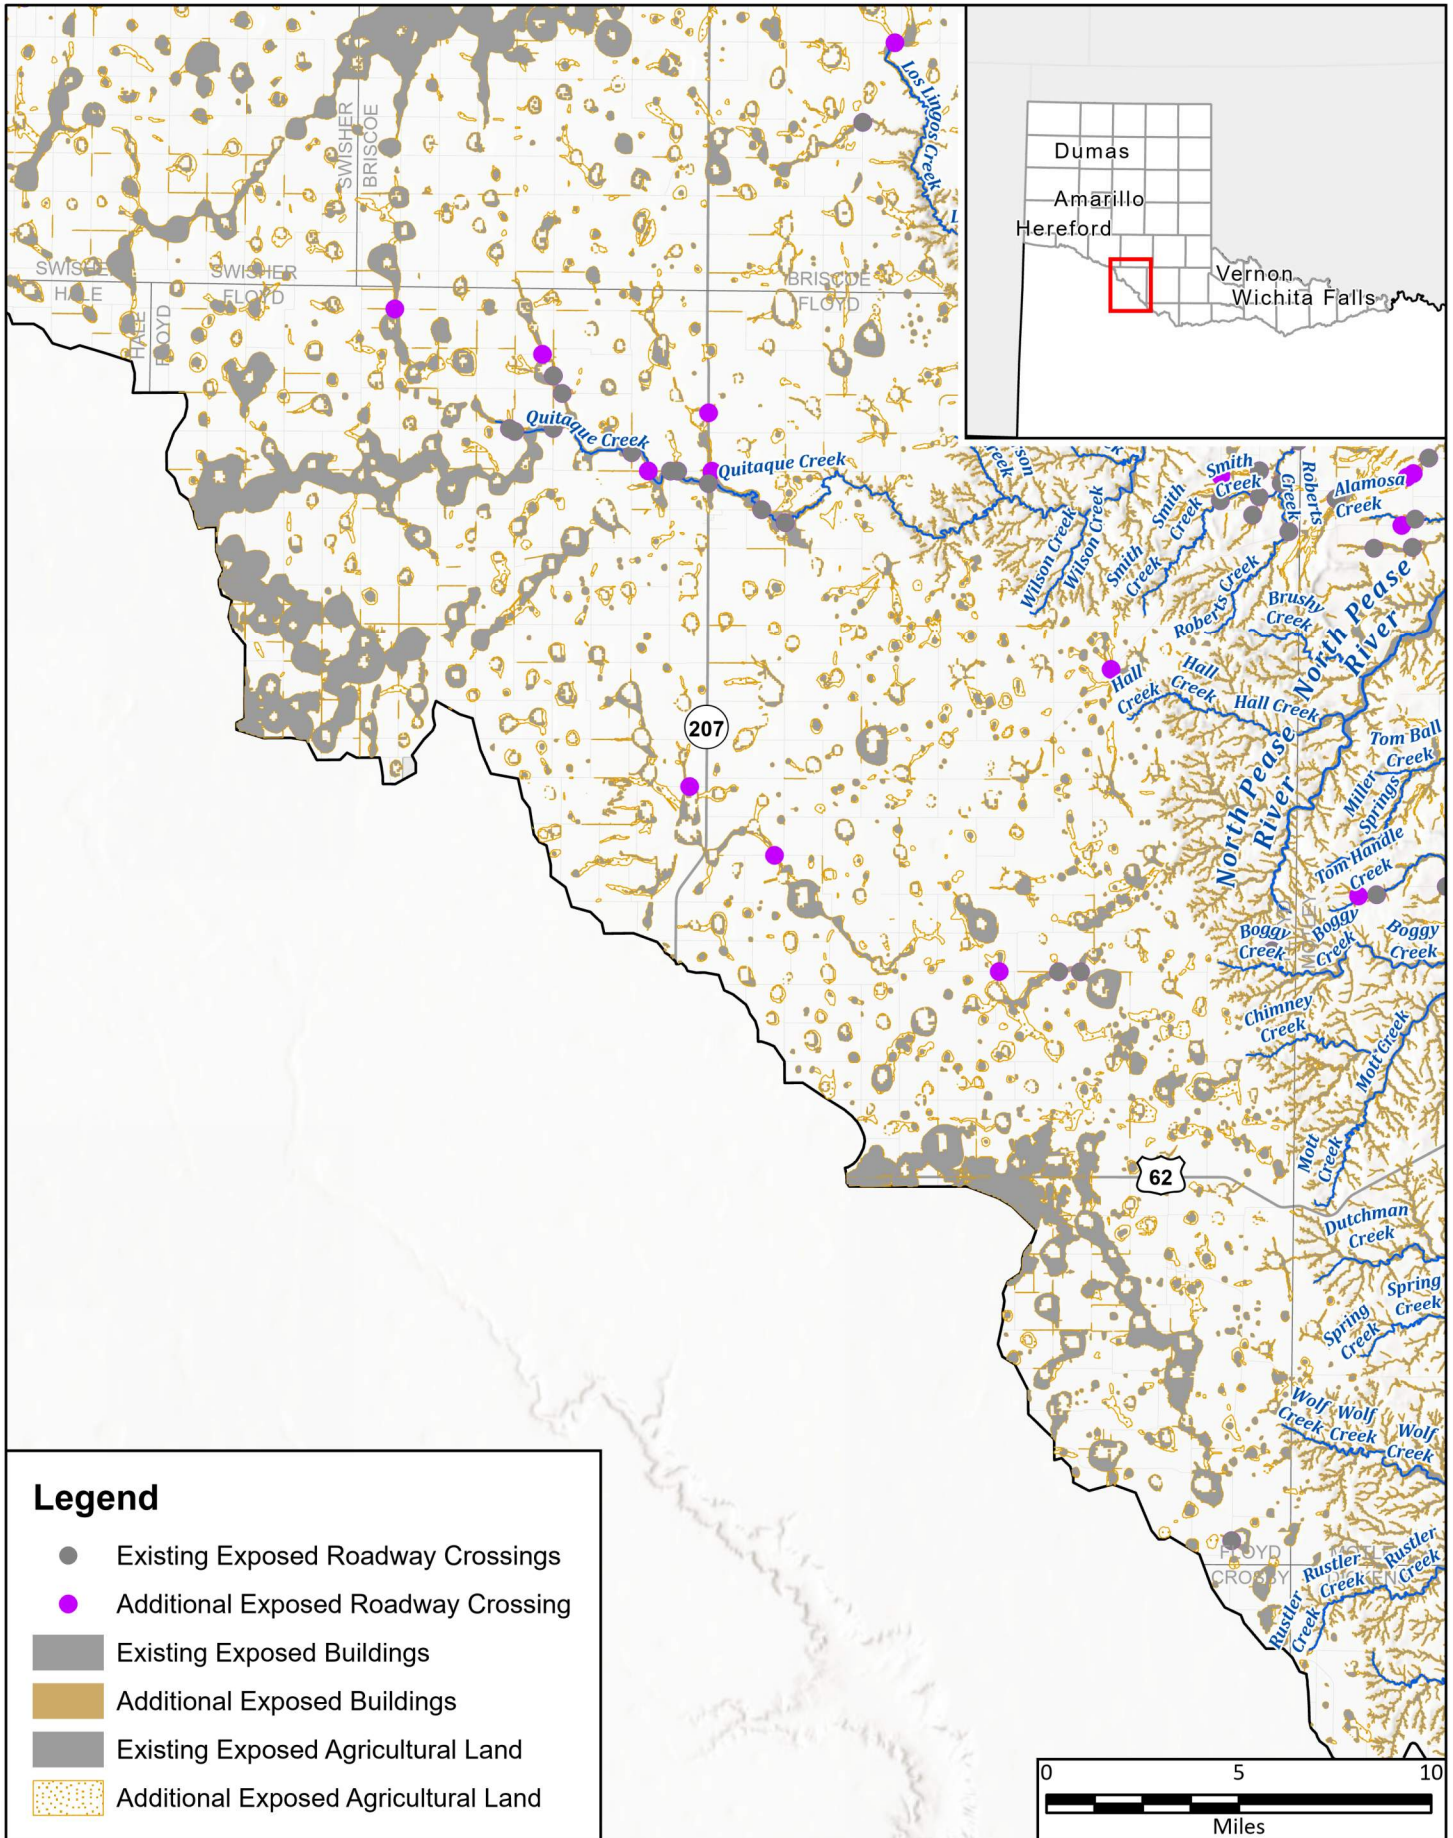 Los Lingos Creek
L
SWISHER
BRISCOE
SWISHE
HALE
SWISHER
FLOYD
BRISCOE
FLOYD
HALE
FLOYD
Dumas
Amarillo
Hereford
Vernon
Wichita Falls
Quitaque Creek
Quitaque Creek
son
reek
Wilson Creek
Wilson Creek
Smith
Creek
Smith
Creek
Smith
Creek
Roberts
Creek
Roberts Creek
Alamosa
Creek
Brushy
Creek
North Pease
River
Hall
Creek
Hall
Creek
Hall Creek
207
North Pease
River
Tom Ball
Creek
Miller
Springs
Tom Handle
Creek
Boggy
Creek
Boggy
Creek
Boggy
Creek
Chimney
Creek
Mott Creek
Mott
Creek
62
Dutchman
Creek
Spring
Creek
Spring
Creek
Wolf
Creek
Wolf
Creek
Wolf
Creek
FLOYD
CROSBY
Rustler
Creek
Rustler
Creek
Rustler
Creek
Legend
Existing Exposed Roadway Crossings
Additional Exposed Roadway Crossing
Existing Exposed Buildings
Additional Exposed Buildings
Existing Exposed Agricultural Land
Additional Exposed Agricultural Land
0 5 10
Miles